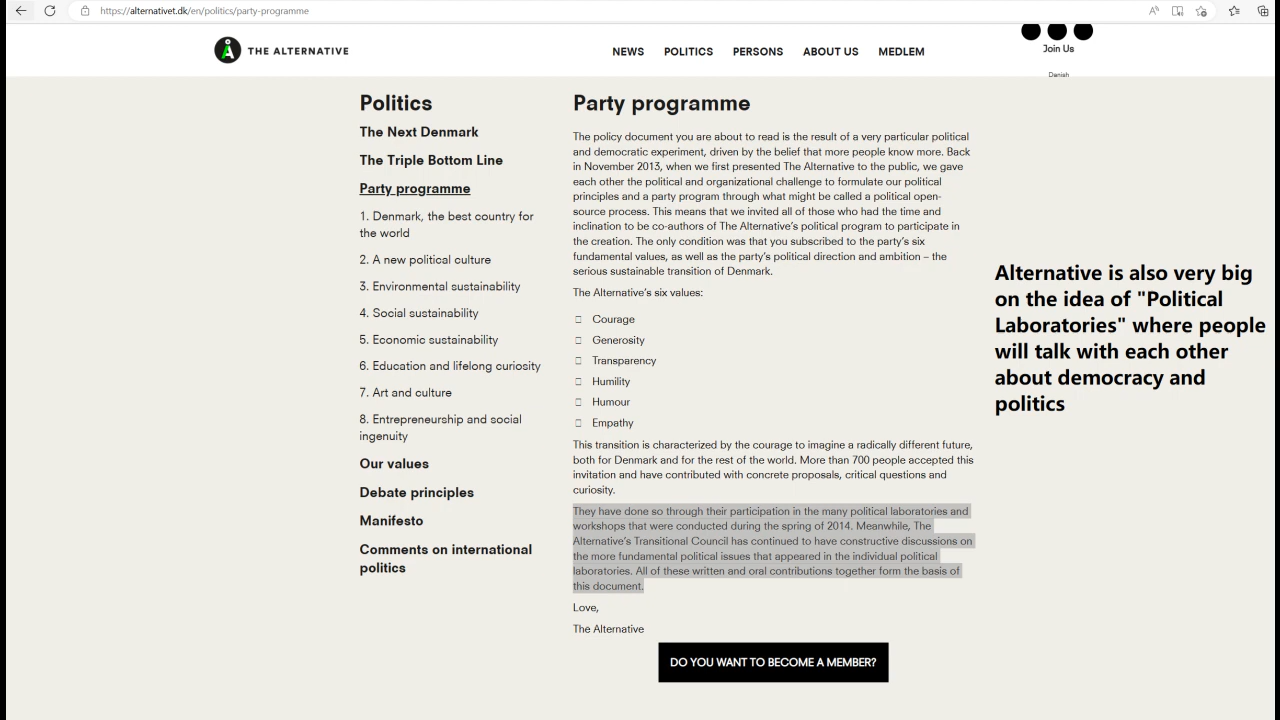 https://alternativet.dk/en/politics/party-programme
THE ALTERNATIVE
NEWS
POLITICS
PERSONS
ABOUT US
MEDLEM
Join Us
Danish
Politics
The Next Denmark
The Triple Bottom Line
Party programme
1. Denmark, the best country for
the world
2. A new political culture
3. Environmental sustainability
4. Social sustainability
5. Economic sustainability
6. Education and lifelong curiosity
7. Art and culture
8. Entrepreneurship and social
ingenuity
Our values
Debate principles
Manifesto
Comments on international
politics
Party programme
The policy document you are about to read is the result of a very particular political
and democratic experiment, driven by the belief that more people know more. Back
in November 2013, when we first presented The Alternative to the public, we gave
each other the political and organizational challenge to formulate our political
principles and a party program through what might be called a political open-
source process. This means that we invited all of those who had the time and
inclination to be co-authors of The Alternative's political program to participate in
the creation. The only condition was that you subscribed to the party's six
fundamental values, as well as the party's political direction and ambition – the
serious sustainable transition of Denmark.
The Alternative's six values:
Courage
Generosity
Transparency
Humility
Humour
Empathy
This transition is characterized by the courage to imagine a radically different future,
both for Denmark and for the rest of the world. More than 700 people accepted this
invitation and have contributed with concrete proposals, critical questions and
curiosity.
They have done so through their participation in the many political laboratories and
workshops that were conducted during the spring of 2014. Meanwhile, The
Alternative's Transitional Council has continued to have constructive discussions on
the more fundamental political issues that appeared in the individual political
laboratories. All of these written and oral contributions together form the basis of
this document.
Love,
The Alternative
DO YOU WANT TO BECOME A MEMBER?
Alternative is also very big
on the idea of "Political
Laboratories" where people
will talk with each other
about democracy and
politics